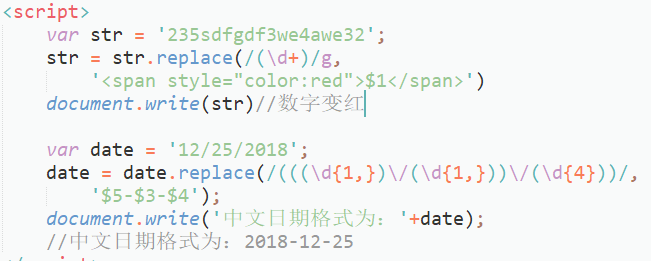 <script>
var str = '235sdfgdf3we4awe32';
str = str.replace(/(\d+)/g,
'<span style="color:red">$1</span>')
document.write(str)//数字变红
var date = '12/25/2018';
date = date.replace(/(((\d{1,})\/(\d{1,}))\/(\d{4}))/,
'$5-$3-$4');
document.write('中文日期格式为: '+date);
//中文日期格式为: 2018-12-25
</script>